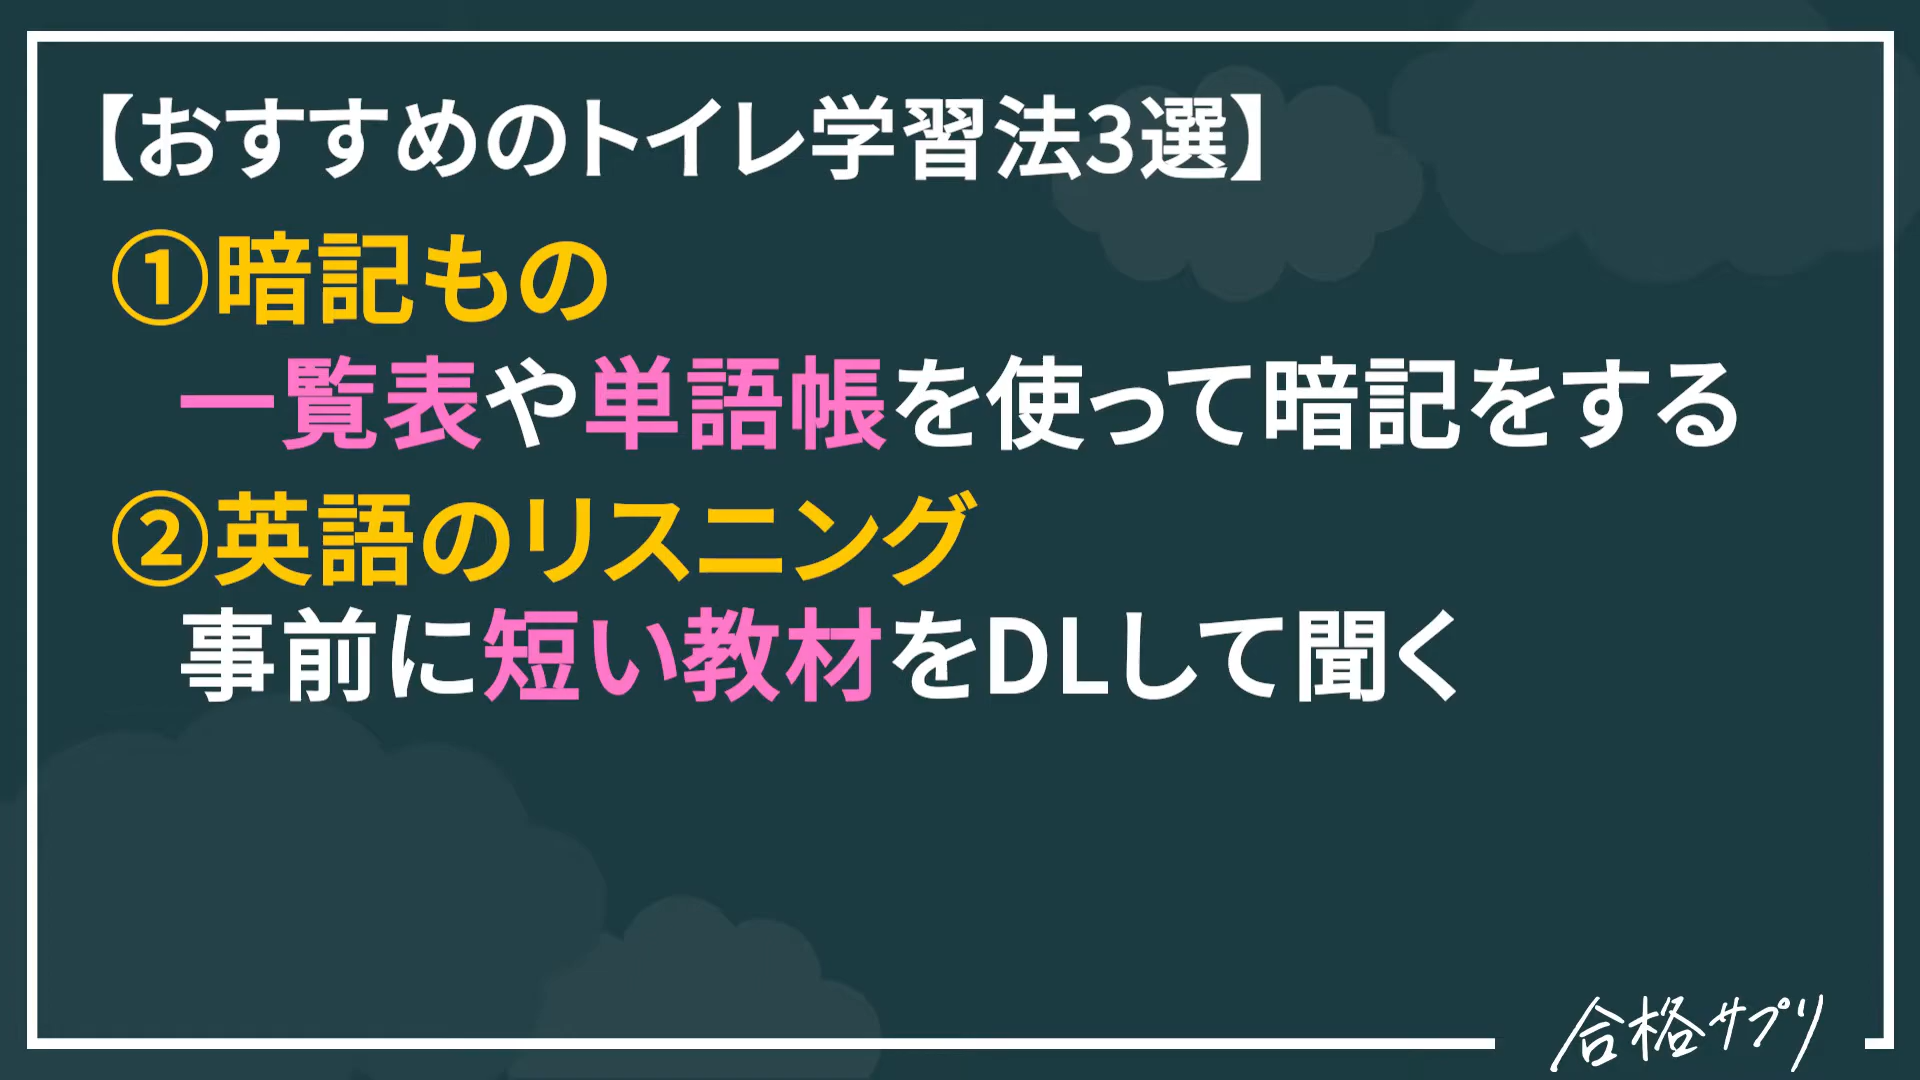 【おすすめのトイレ学習法3選】
①暗記もの
一覧表や単語帳を使って暗記をする
②英語のリスニング
事前に短い教材をDLして聞く
合格サプリ